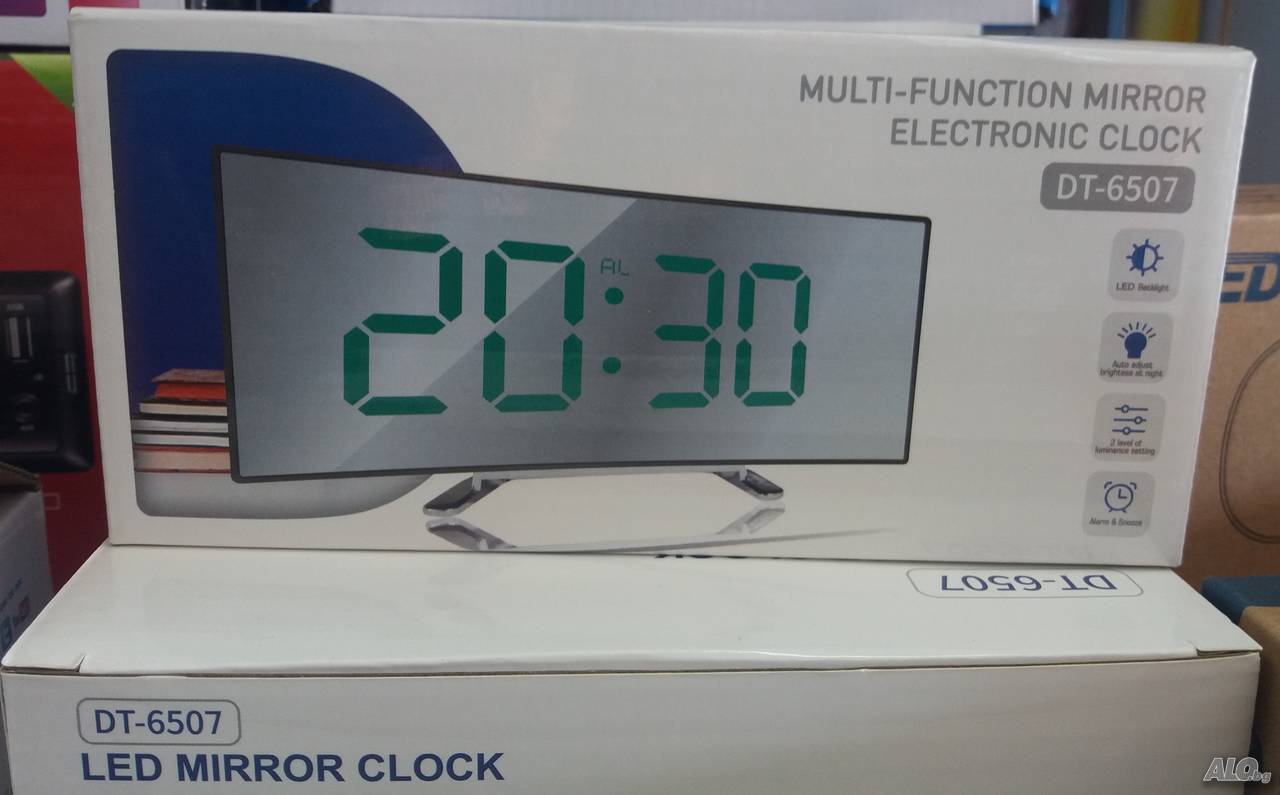 MULTI-FUNCTION MIRROR
ELECTRONIC CLOCK
DT-6507
AL
20:30
LED Backlight
Auto adjust
brightess at night
2 level of
luminance setting
Alarm & Snooze
DT-6507
DT-6507
LED MIRROR CLOCK
ALO.bg